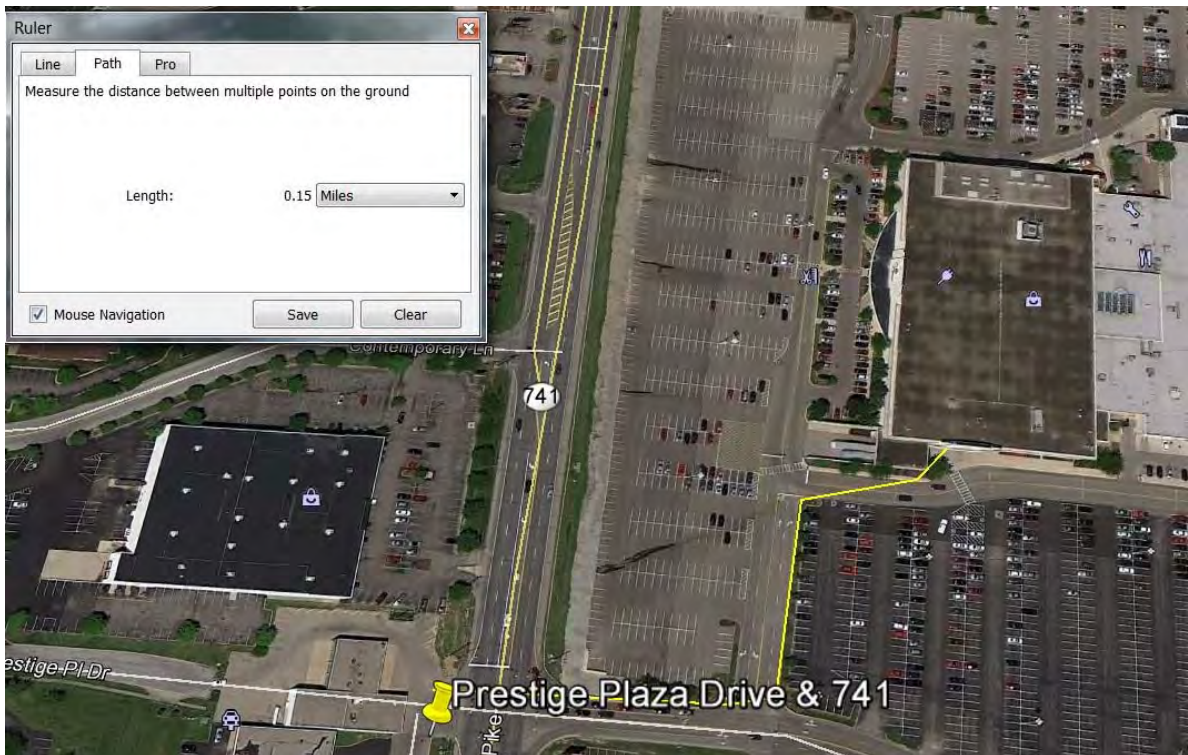 Ruler
Line Path Pro
Measure the distance between multiple points on the ground
Length: 0.15 Miles
Mouse Navigation Save Clear
Contemporary Ln
741
estige Pl Dr
Prestige Plaza Drive & 741
Pike